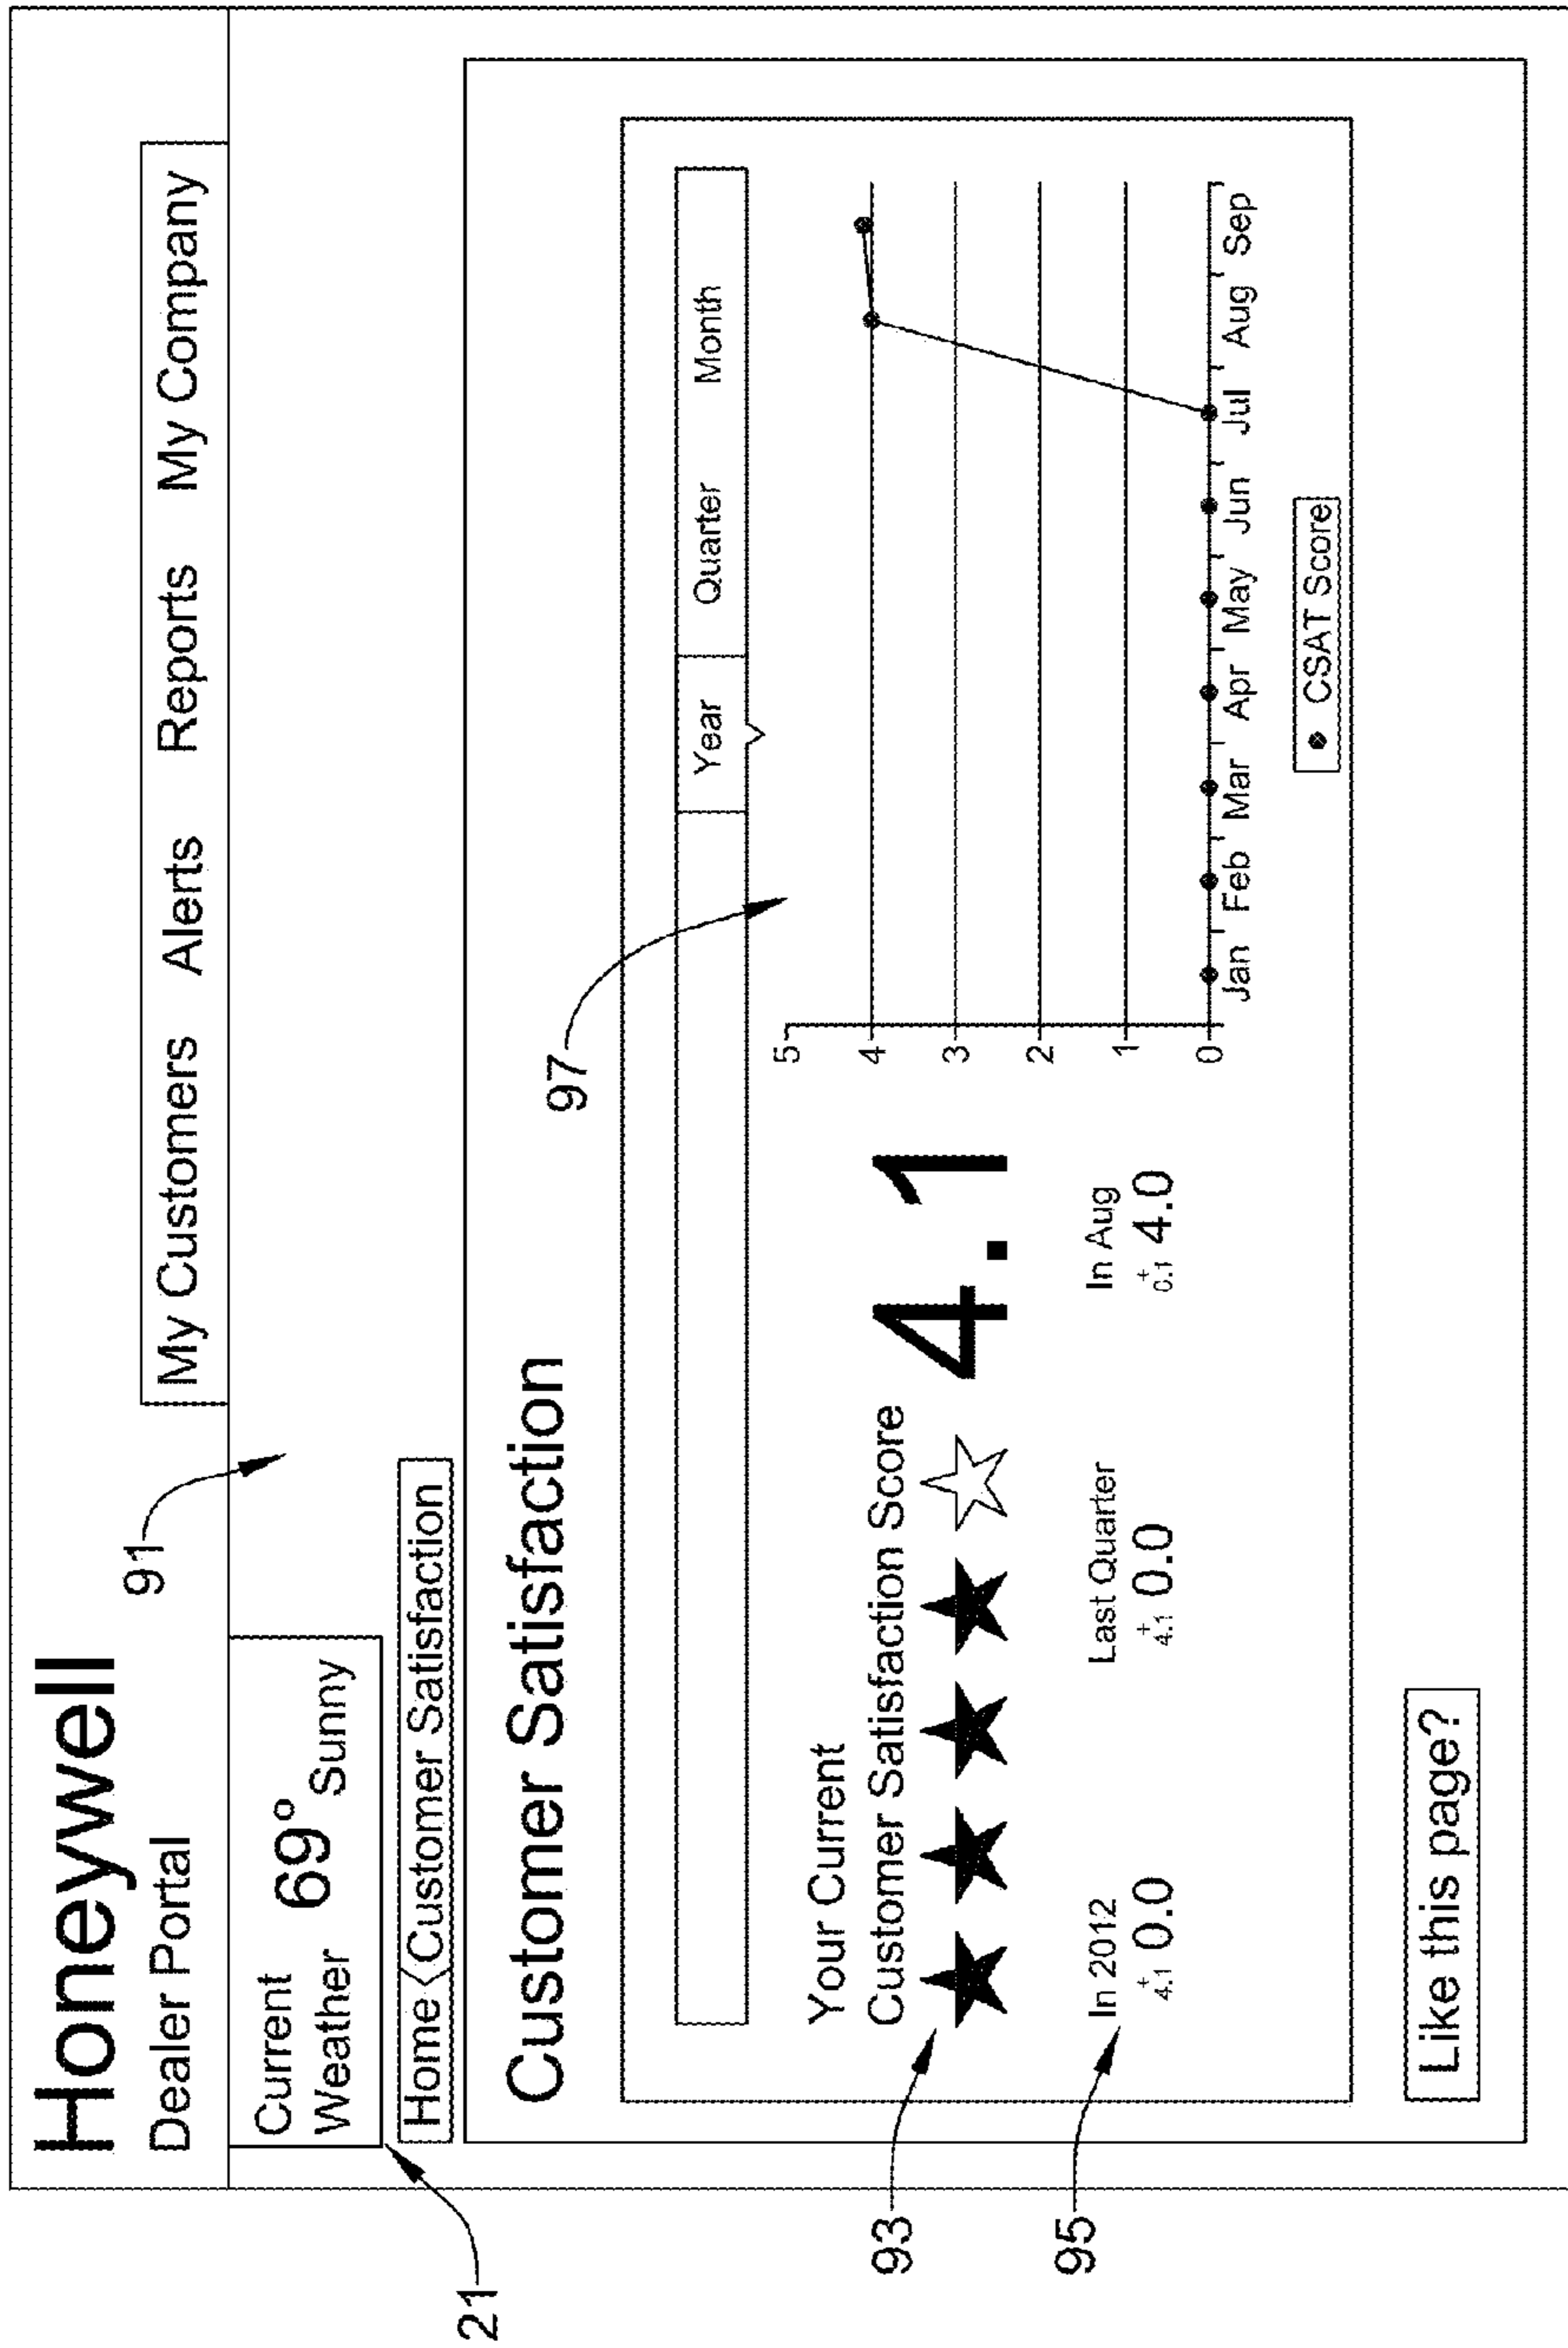 Honeywell
Dealer Portal
My Customers Alerts Reports My Company
91
Current
Weather
69°
Sunny
21
Home
Customer Satisfaction
Customer Satisfaction
97
Year Quarter Month
Your Current
Customer Satisfaction Score
4.1
93
95
In 2012
+
4.1 0.0
Last Quarter
+
4.1 0.0
In Aug
+
0.1 4.0
5
4
3
2
1
0
Jan Feb Mar Apr May Jun Jul Aug Sep
CSAT Score
Like this page?